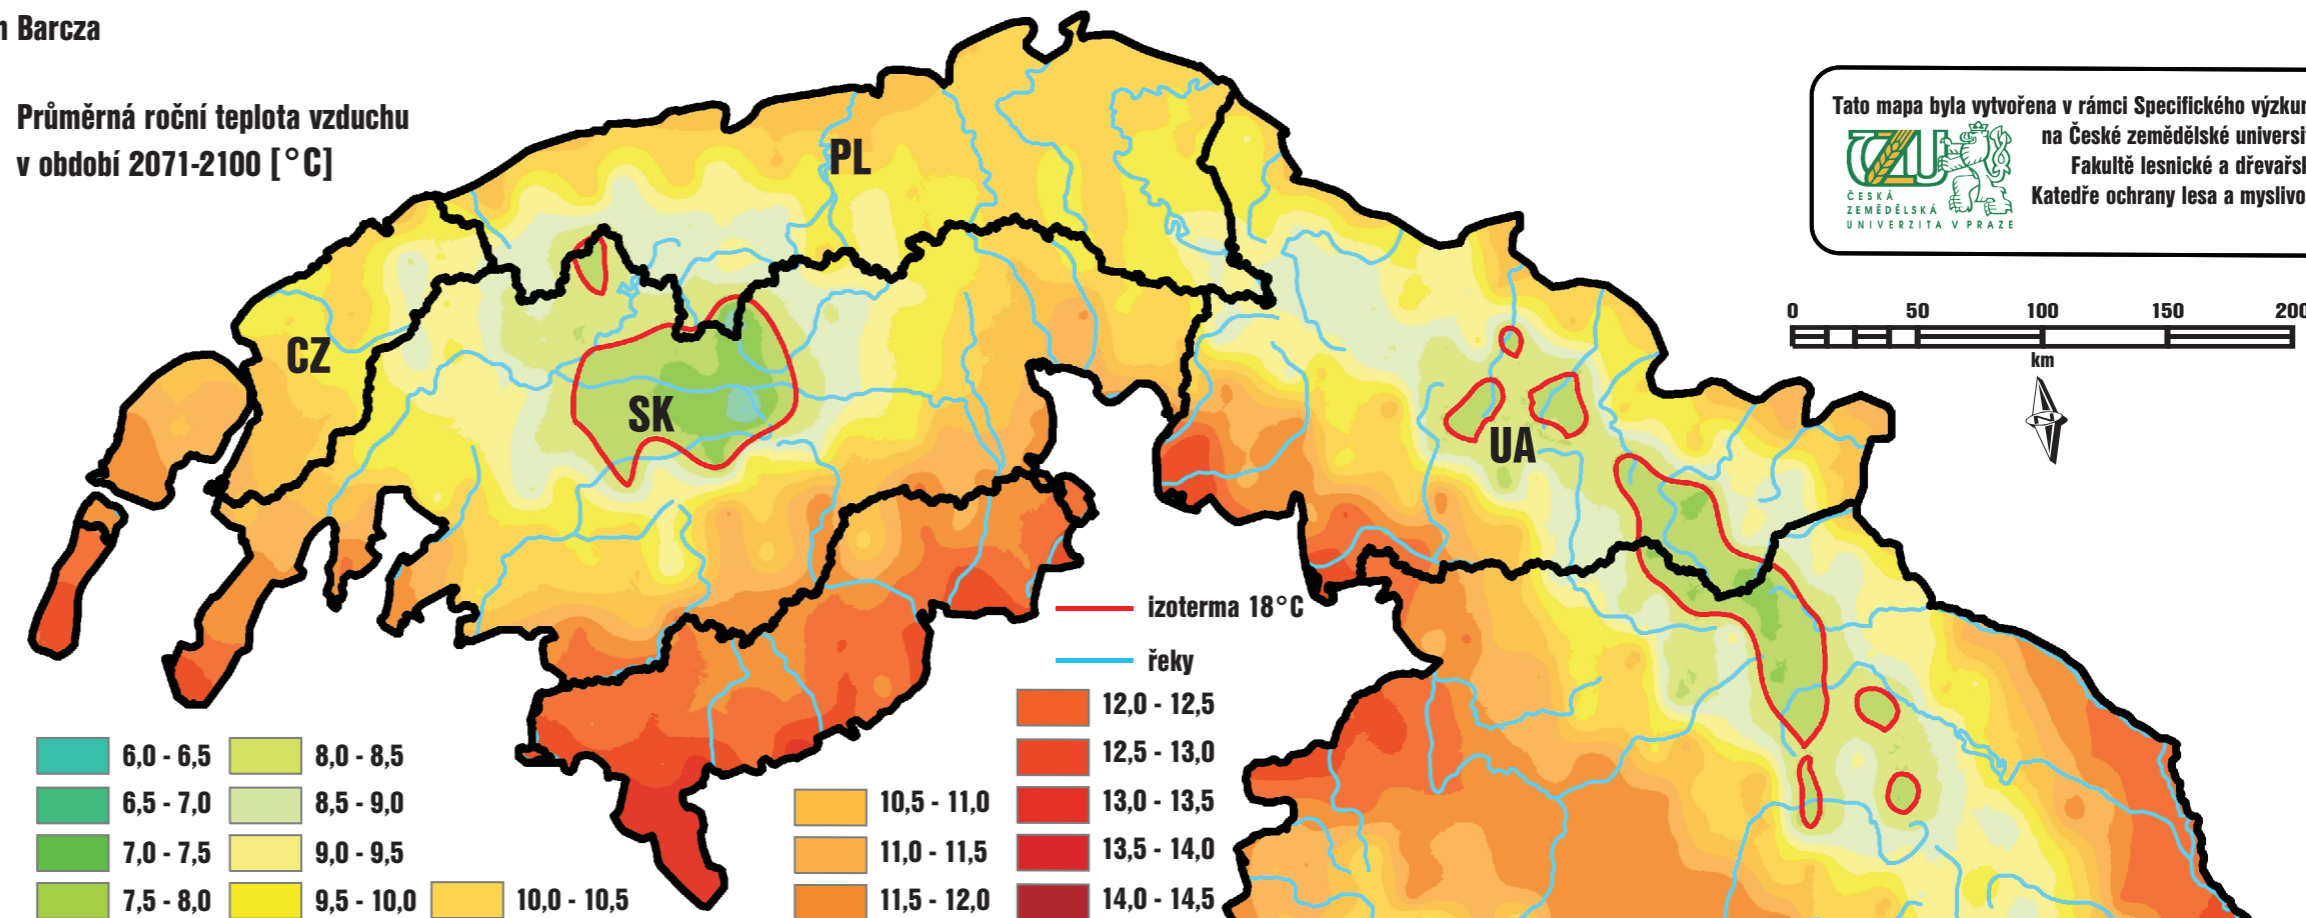 Barcza
Průměrná roční teplota vzduchu
v období 2071-2100 [°C]
Tato mapa byla vytvořena v rámci Specifického
na České zemědělské
Fakultě lesnické a
Katedře ochrany lesa a
ČZU
ČESKÁ
ZEMĚDĚLSKÁ
UNIVERZITA V PRAZE
0 50 100 150 200
km
PL
CZ
SK
UA
izoterma 18°C
řeky
6,0 - 6,5
6,5 - 7,0
7,0 - 7,5
7,5 - 8,0
8,0 - 8,5
8,5 - 9,0
9,0 - 9,5
9,5 - 10,0
10,0 - 10,5
10,5 - 11,0
11,0 - 11,5
11,5 - 12,0
12,0 - 12,5
12,5 - 13,0
13,0 - 13,5
13,5 - 14,0
14,0 - 14,5